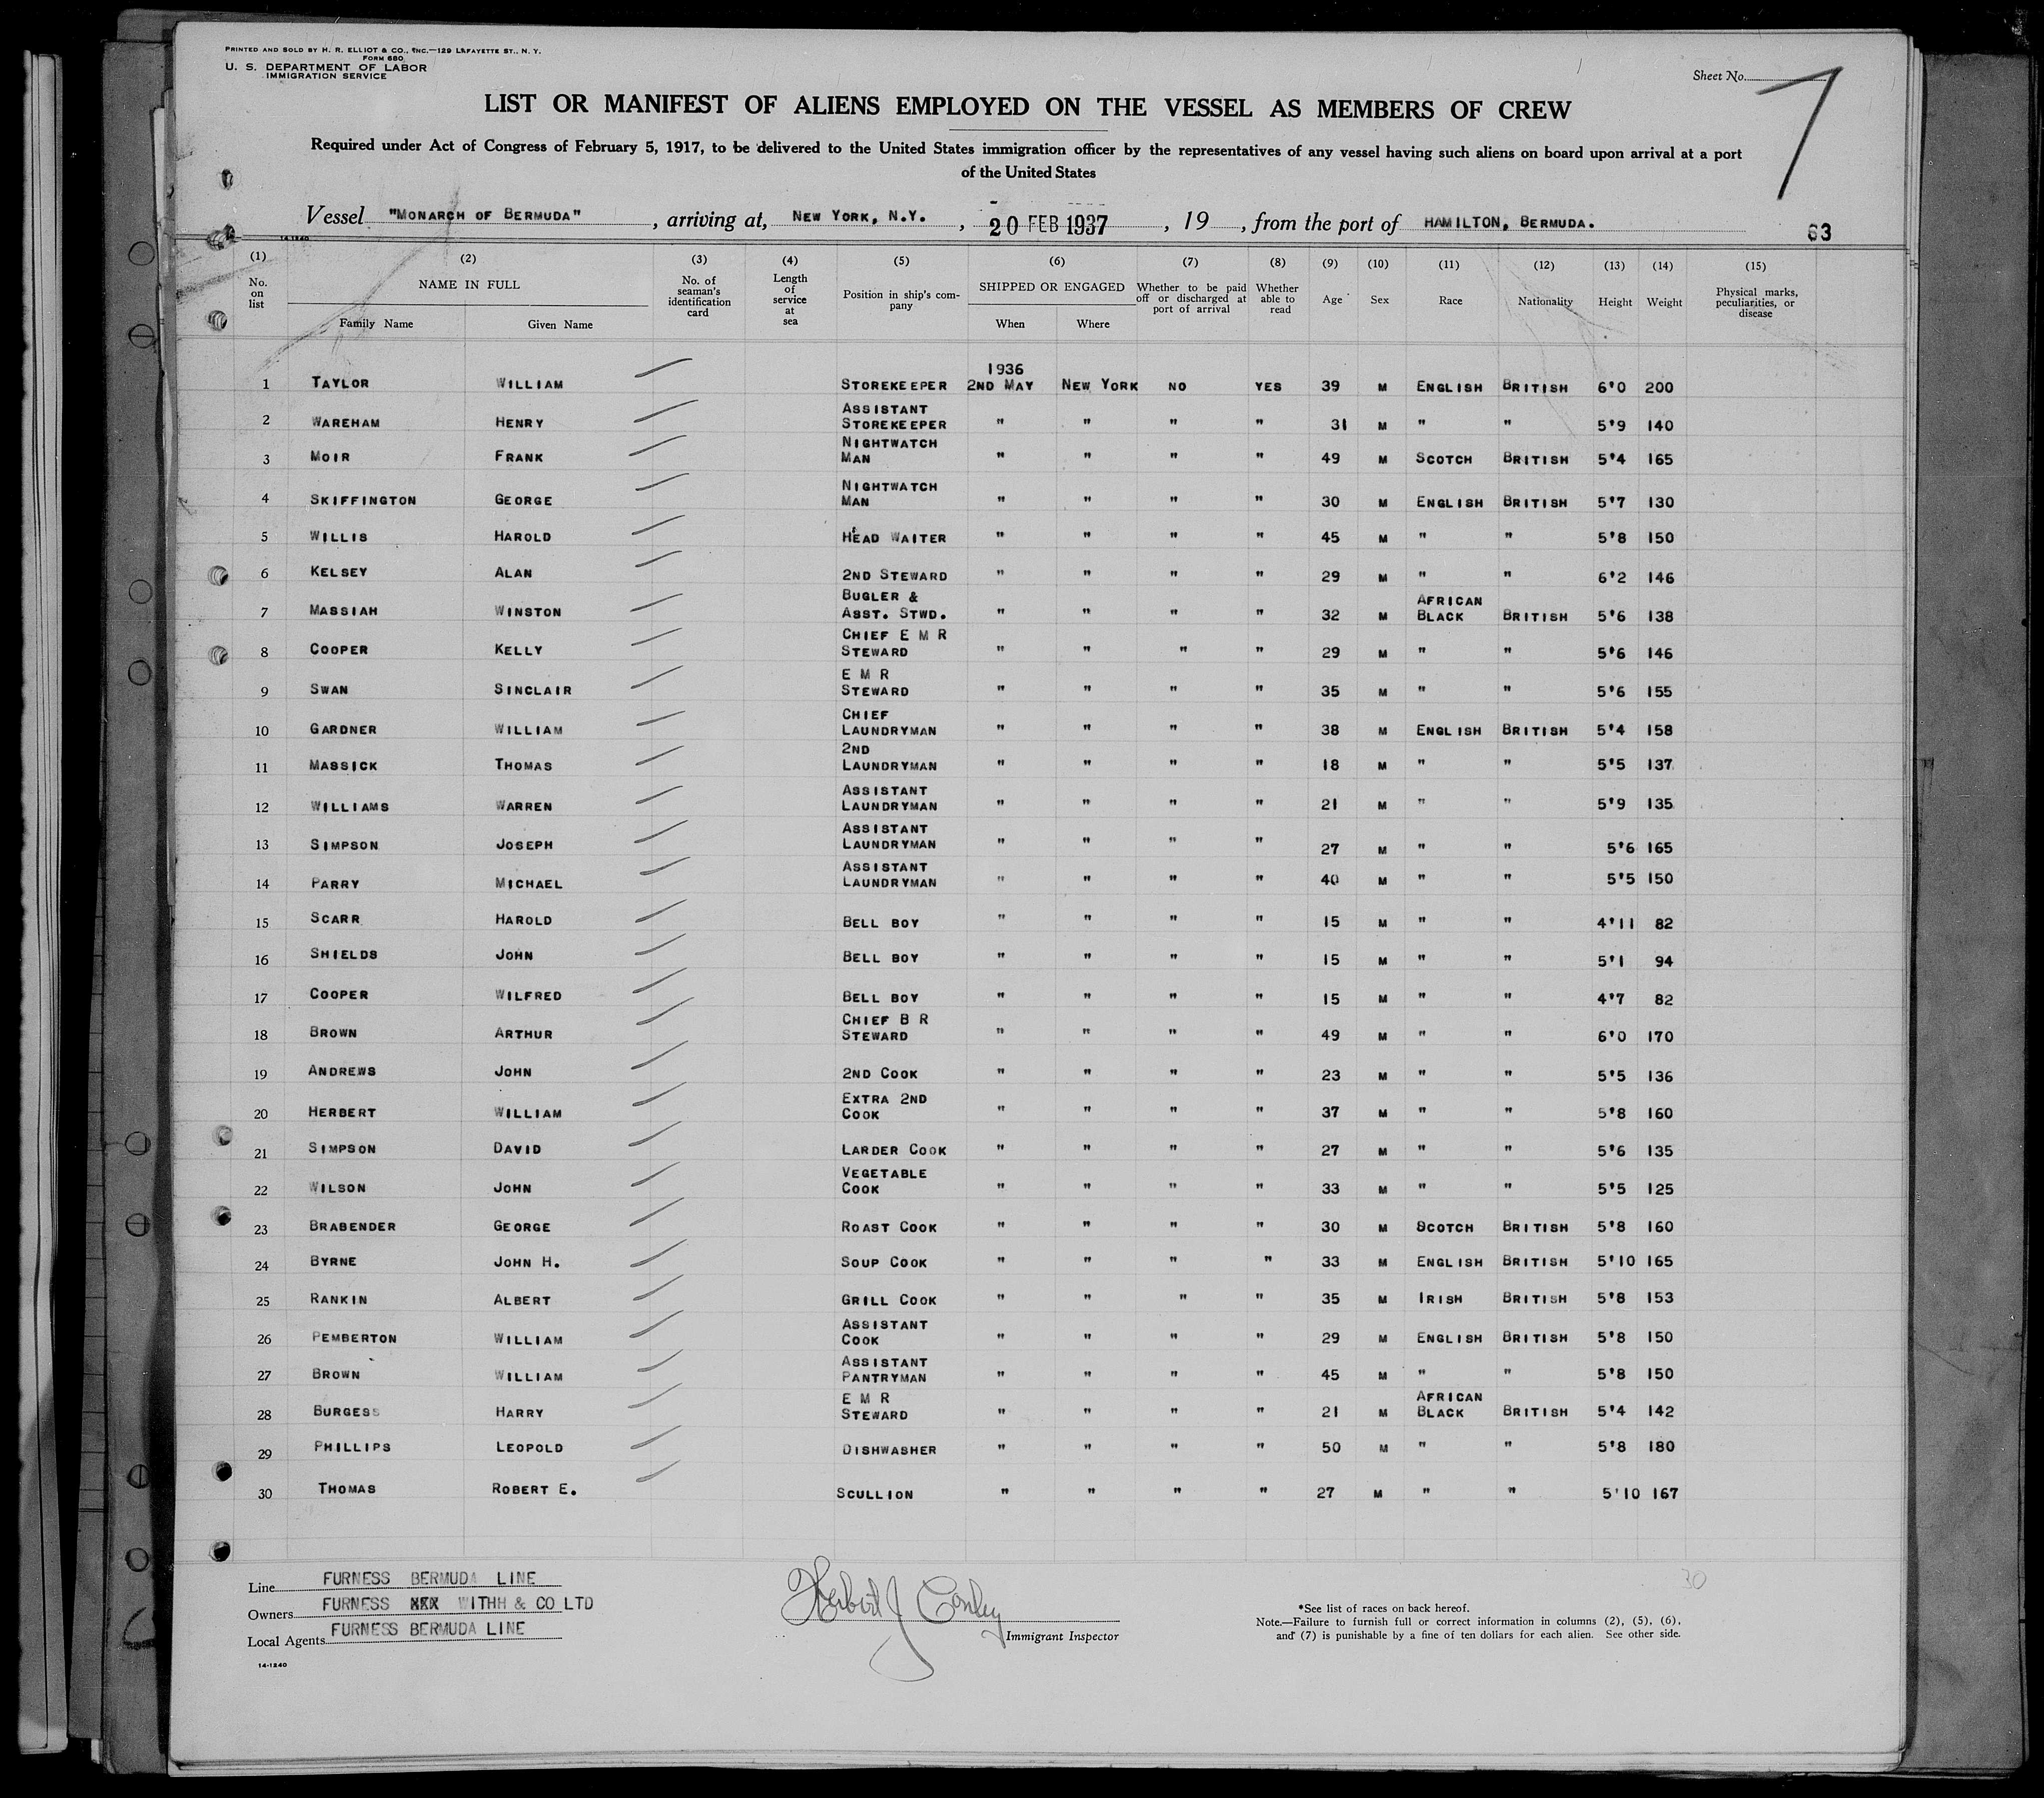 PRINTED AND SOLD BY H. R. ELLIOT & CO., INC.—129 LAFAYETTE ST., N. Y.
FORM 680
U. S. DEPARTMENT OF LABOR
IMMIGRATION SERVICE
Sheet No. 7
LIST OR MANIFEST OF ALIENS EMPLOYED ON THE VESSEL AS MEMBERS OF CREW
Required under Act of Congress of February 5, 1917, to be delivered to the United States immigration officer by the representatives of any vessel having such aliens on board upon arrival at a port
of the United States
Vessel "MONARCH OF BERMUDA", arriving at, NEW YORK, N.Y., 20 FEB 1937, 19 , from the port of HAMILTON, BERMUDA.
63
14-1240
(1) (2) (3) (4) (5) (6) (7) (8) (9) (10) (11) (12) (13) (14) (15)
No. on list NAME IN FULL Family Name Given Name No. of seaman's identification card Length of service at sea Position in ship's company SHIPPED OR ENGAGED When Where Whether to be paid off or discharged at port of arrival Whether able to read Age Sex Race Nationality Height Weight Physical marks, peculiarities, or disease
1936
1 TAYLOR WILLIAM STOREKEEPER 2ND MAY NEW YORK NO YES 39 M ENGLISH BRITISH 6'0 200
2 WAREHAM HENRY ASSISTANT STOREKEEPER " " " " 31 M " " 5'9 140
3 MOIR FRANK NIGHTWATCH MAN " " " " 49 M SCOTCH BRITISH 5'4 165
4 SKIFFINGTON GEORGE NIGHTWATCH MAN " " " " 30 M ENGLISH BRITISH 5'7 130
5 WILLIS HAROLD HEAD WAITER " " " " 45 M " " 5'8 150
6 KELSEY ALAN 2ND STEWARD " " " " 29 M " " 6'2 146
7 MASSIAH WINSTON BUGLER & ASST. STWD. " " " " 32 M AFRICAN BLACK BRITISH 5'6 138
8 COOPER KELLY CHIEF E M R STEWARD " " " " 29 M " " 5'6 146
9 SWAN SINCLAIR E M R STEWARD " " " " 35 M " " 5'6 155
10 GARDNER WILLIAM CHIEF LAUNDRYMAN " " " " 38 M ENGLISH BRITISH 5'4 158
11 MASSICK THOMAS 2ND LAUNDRYMAN " " " " 18 M " " 5'5 137
12 WILLIAMS WARREN ASSISTANT LAUNDRYMAN " " " " 21 M " " 5'9 135
13 SIMPSON JOSEPH ASSISTANT LAUNDRYMAN " " " " 27 M " " 5'6 165
14 PARRY MICHAEL ASSISTANT LAUNDRYMAN " " " " 40 M " " 5'5 150
15 SCARR HAROLD BELL BOY " " " " 15 M " " 4'11 82
16 SHIELDS JOHN BELL BOY " " " " 15 M " " 5'1 94
17 COOPER WILFRED BELL BOY " " " " 15 M " " 4'7 82
18 BROWN ARTHUR CHIEF B R STEWARD " " " " 49 M " " 6'0 170
19 ANDREWS JOHN 2ND COOK " " " " 23 M " " 5'5 136
20 HERBERT WILLIAM EXTRA 2ND COOK " " " " 37 M " " 5'8 160
21 SIMPSON DAVID LARDER COOK " " " " 27 M " " 5'6 135
22 WILSON JOHN VEGETABLE COOK " " " " 33 M " " 5'5 125
23 BRABENDER GEORGE ROAST COOK " " " " 30 M SCOTCH BRITISH 5'8 160
24 BYRNE JOHN H. SOUP COOK " " " " 33 M ENGLISH BRITISH 5'10 165
25 RANKIN ALBERT GRILL COOK " " " " 35 M IRISH BRITISH 5'8 153
26 PEMBERTON WILLIAM ASSISTANT COOK " " " " 29 M ENGLISH BRITISH 5'8 150
27 BROWN WILLIAM ASSISTANT PANTRYMAN " " " " 45 M " " 5'8 150
28 BURGESS HARRY E M R STEWARD " " " " 21 M AFRICAN BLACK BRITISH 5'4 142
29 PHILLIPS LEOPOLD DISHWASHER " " " " 50 M " " 5'8 180
30 THOMAS ROBERT E. SCULLION " " " " 27 M " " 5'10 167
30
Line FURNESS BERMUDA LINE
Owners FURNESS XXX WITHH & CO LTD
Local Agents FURNESS BERMUDA LINE
14-1240
Herbert J Conley
Immigrant Inspector
*See list of races on back hereof.
Note.—Failure to furnish full or correct information in columns (2), (5), (6),
and (7) is punishable by a fine of ten dollars for each alien. See other side.